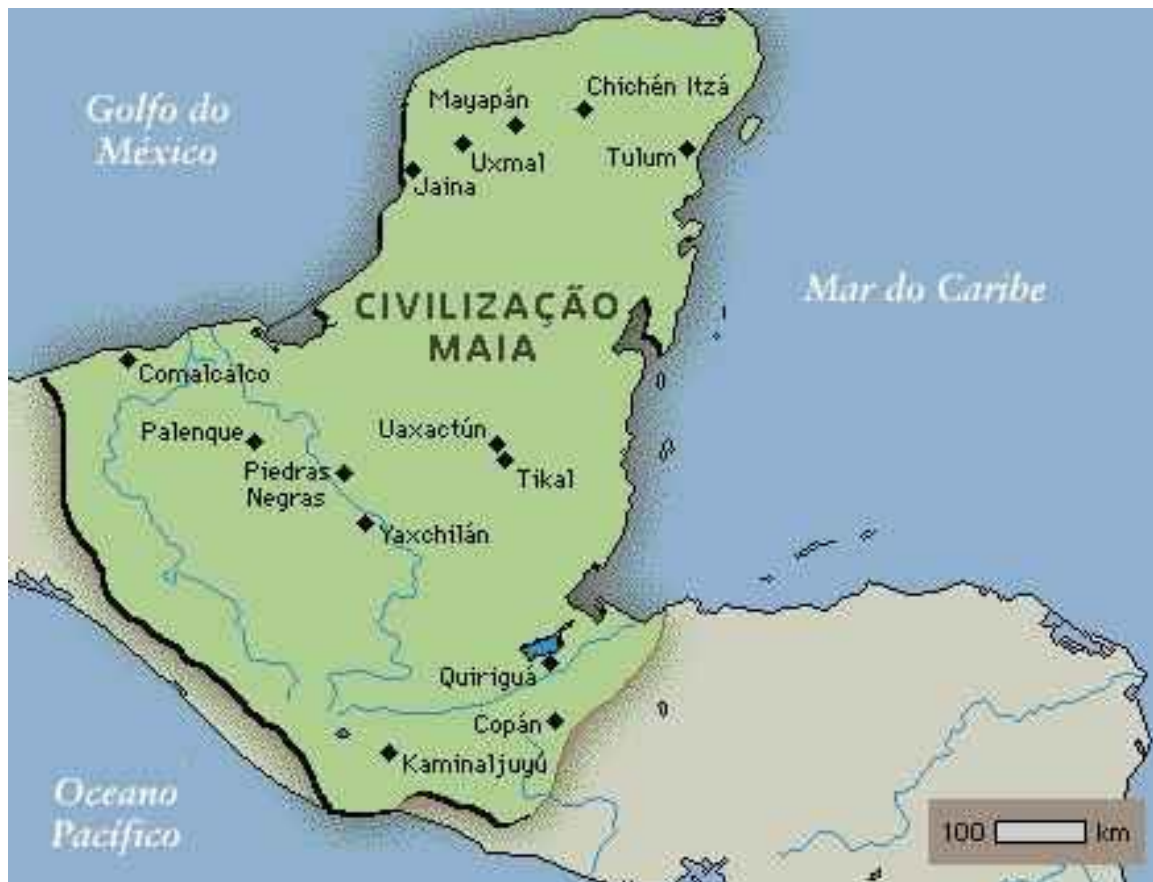 Golfo do
México
Mayapán
Chichén Itzá
Uxmal
Tulum
Jaina
Mar do Caribe
CIVILIZAÇÃO
MAIA
Comalcálco
Palenque
Uaxactún
Piedras
Negras
Tikal
Yaxchilán
Quiriguá
Copán
Kaminaljuyú
Oceano
Pacífico
100 km